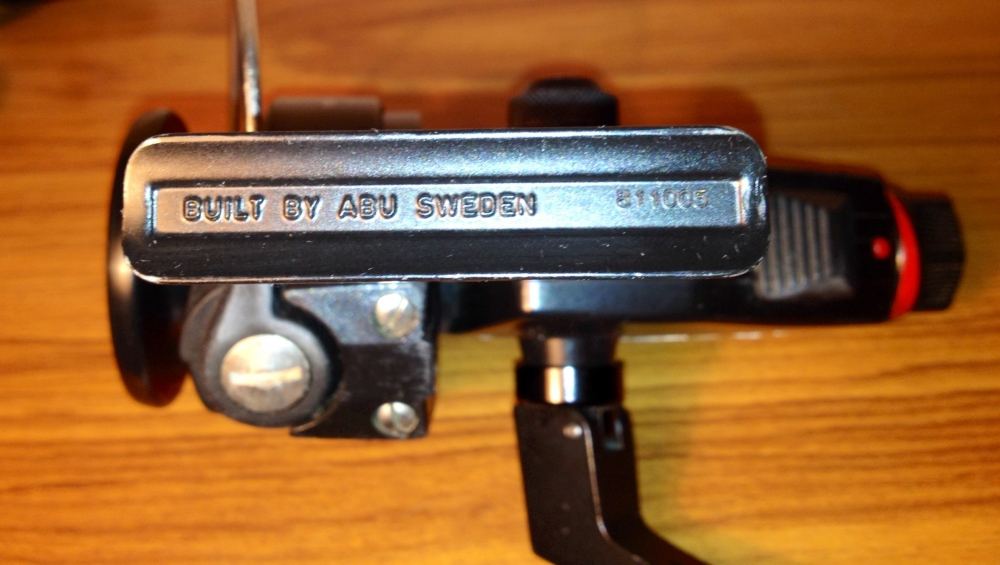 BUILT BY ABU SWEDEN 811005